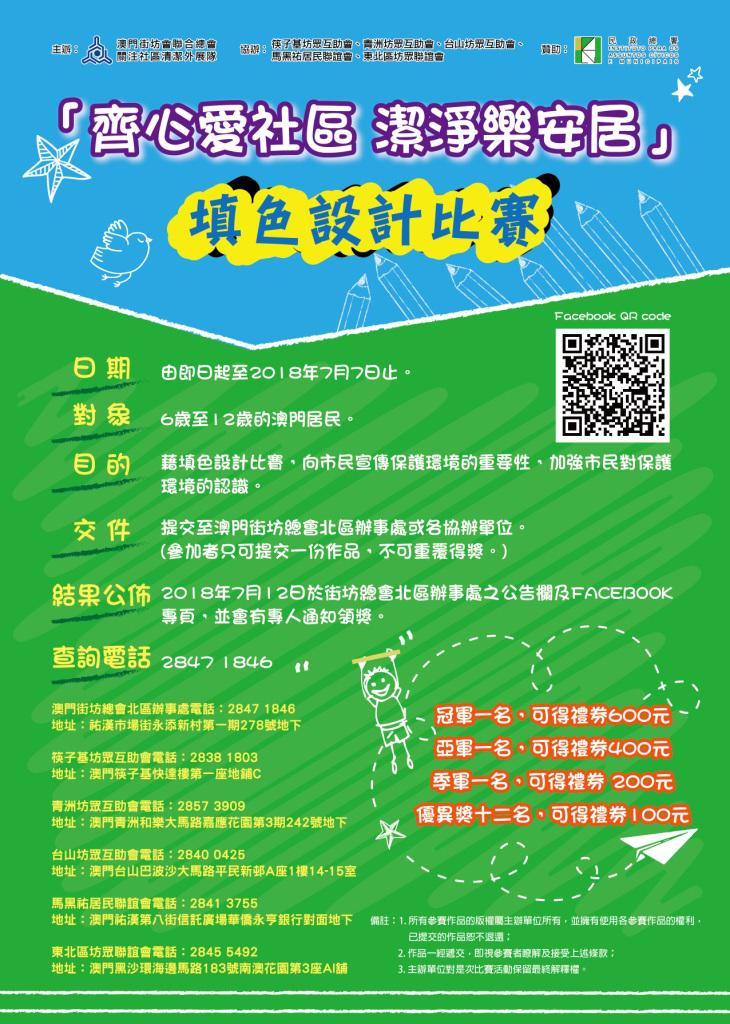 主辦：澳門街坊會聯合總會
關注社區清潔外展隊
協辦：筷子基坊眾互助會、青洲坊眾互助會、台山坊眾互助會、
馬黑祐居民聯誼會、東北區坊眾聯誼會
贊助：民政總署
INSTITUTO PARA OS
ASSUNTOS CÍVICOS
E MUNICIPAIS
「齊心愛社區 潔淨樂安居」
填色設計比賽
Facebook QR code
日期 由即日起至2018年7月7日止。
對象 6歲至12歲的澳門居民。
目的 藉填色設計比賽，向市民宣傳保護環境的重要性，加強市民對保護
環境的認識。
交件 提交至澳門街坊總會北區辦事處或各協辦單位。
(參加者只可提交一份作品，不可重覆得獎。)
結果公佈 2018年7月12日於街坊總會北區辦事處之公告欄及FACEBOOK
專頁，並會有專人通知領獎。
查詢電話 2847 1846
澳門街坊總會北區辦事處電話：2847 1846
地址：祐漢市場街永添新村第一期278號地下
筷子基坊眾互助會電話：2838 1803
地址：澳門筷子基快達樓第一座地舖C
青洲坊眾互助會電話：2857 3909
地址：澳門青洲和樂大馬路嘉應花園第3期242號地下
台山坊眾互助會電話：2840 0425
地址：澳門台山巴波沙大馬路平民新邨A座1樓14-15室
馬黑祐居民聯誼會電話：2841 3755
地址：澳門祐漢第八街信託廣場華僑永亨銀行對面地下
東北區坊眾聯誼會電話：2845 5492
地址：澳門黑沙環海邊馬路183號南澳花園第3座AI舖
冠軍一名，可得禮券600元
亞軍一名，可得禮券400元
季軍一名，可得禮券 200元
優異獎十二名，可得禮券100元
備註：1. 所有參賽作品的版權屬主辦單位所有，並擁有使用各參賽作品的權利，
已提交的作品恕不退還；
2. 作品一經遞交，即視參賽者瞭解及接受上述條款；
3. 主辦單位對是次比賽活動保留最終解釋權。